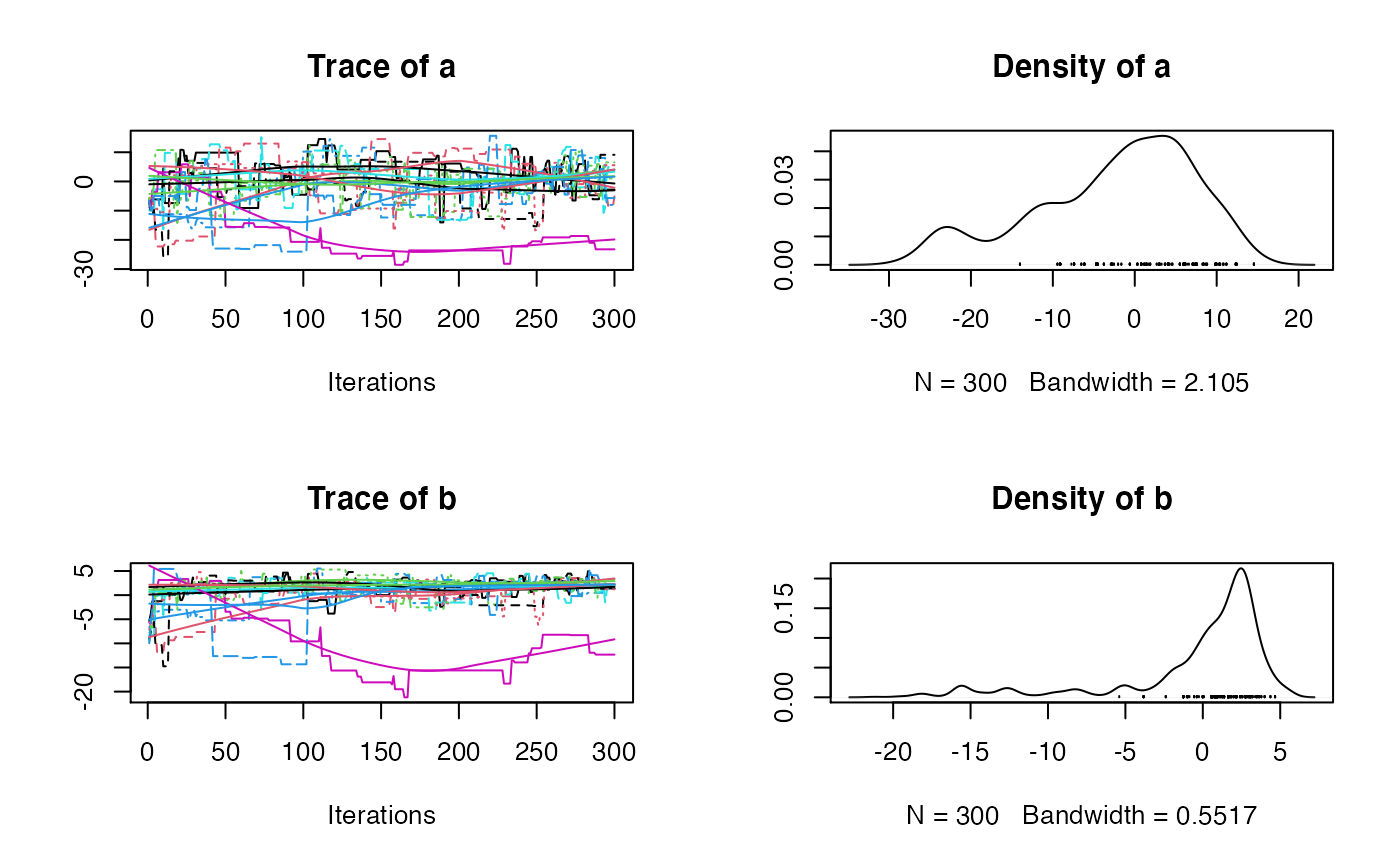 Trace of a
0
-30
0 50 100 150 200 250 300
Iterations
Density of a
0.03
0.00
-30 -20 -10 0 10 20
N = 300 Bandwidth = 2.105
Trace of b
5
-5
-20
0 50 100 150 200 250 300
Iterations
Density of b
0.15
0.00
-20 -15 -10 -5 0 5
N = 300 Bandwidth = 0.5517